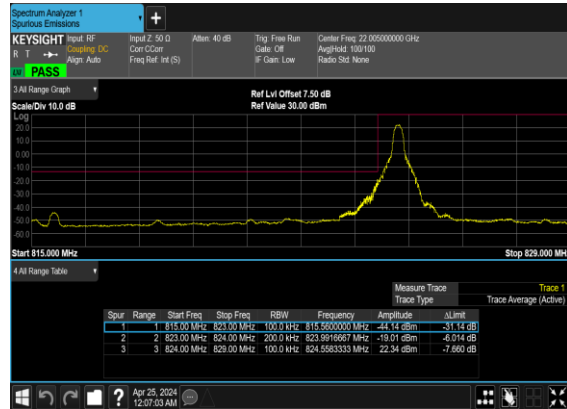 Spectrum Analyzer 1
Spurious Emissions
+
KEYSIGHT Input: RF Input Z: 50 Ω Atten: 40 dB Trig: Free Run Center Freq: 22.005000000 GHz
R T Coupling: DC Corr CCorr Gate: Off Avg|Hold: 100/100
Align: Auto Freq Ref: Int (S) IF Gain: Low Radio Std: None
PASS
3 All Range Graph Ref Lvl Offset 7.50 dB
Scale/Div 10.0 dB Ref Value 30.00 dBm
Log
20.0
10.0
0.00
-10.0
-20.0
-30.0
-40.0
-50.0
-60.0
Start 815.000 MHz Stop 829.000 MH
4 All Range Table
Measure Trace Trace 1
Trace Type Trace Average (Active)
Spur Range Start Freq Stop Freq RBW Frequency Amplitude ΔLimit
1 1 815.00 MHz 823.00 MHz 100.0 kHz 815.5600000 MHz -44.14 dBm -31.14 dB
2 2 823.00 MHz 824.00 MHz 200.0 kHz 823.9916667 MHz -19.01 dBm -6.014 dB
3 3 824.00 MHz 829.00 MHz 100.0 kHz 824.5583333 MHz 22.34 dBm -7.660 dB
? Apr 25, 2024
12:07:03 AM